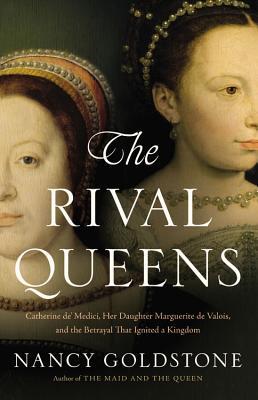 The
RIVAL
QUEENS
Catherine de' Medici, Her Daughter Marguerite de Valois,
and the Betrayal That Ignited a Kingdom
NANCY GOLDSTONE
Author of THE MAID AND THE QUEEN